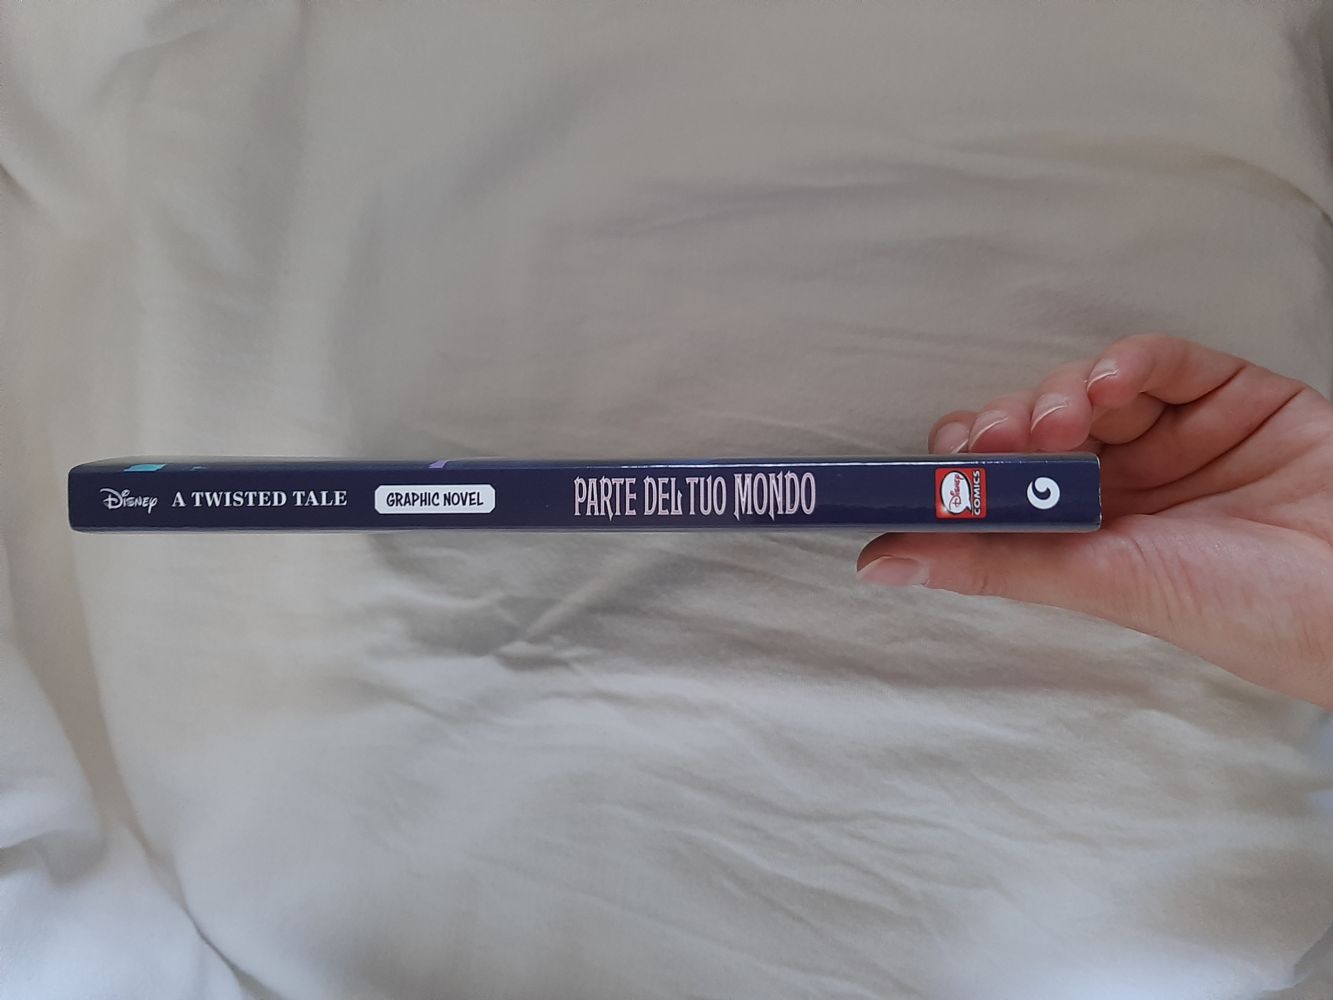 Disney A TWISTED TALE GRAPHIC NOVEL PARTE DEL TUO MONDO
Disney
COMICS